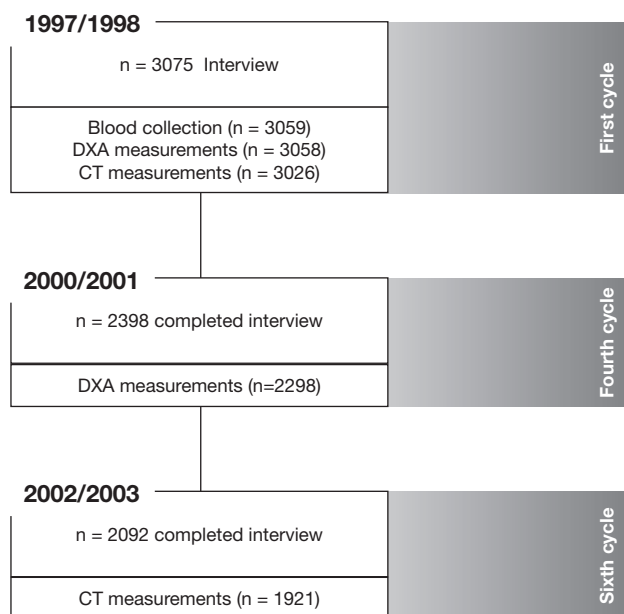 1997/1998
n = 3075 Interview
Blood collection (n = 3059)
DXA measurements (n = 3058)
CT measurements (n = 3026)
First cycle
2000/2001
n = 2398 completed interview
DXA measurements (n=2298)
Fourth cycle
2002/2003
n = 2092 completed interview
CT measurements (n = 1921)
Sixth cycle